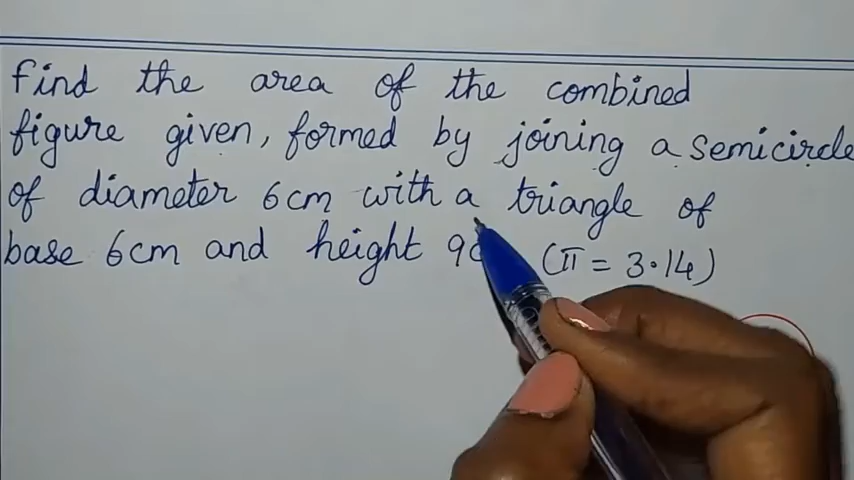 Find the area of the combined
figure given, formed by joining a semicircle
of diameter 6cm with a triangle of
base 6cm and height 9c (π = 3.14)